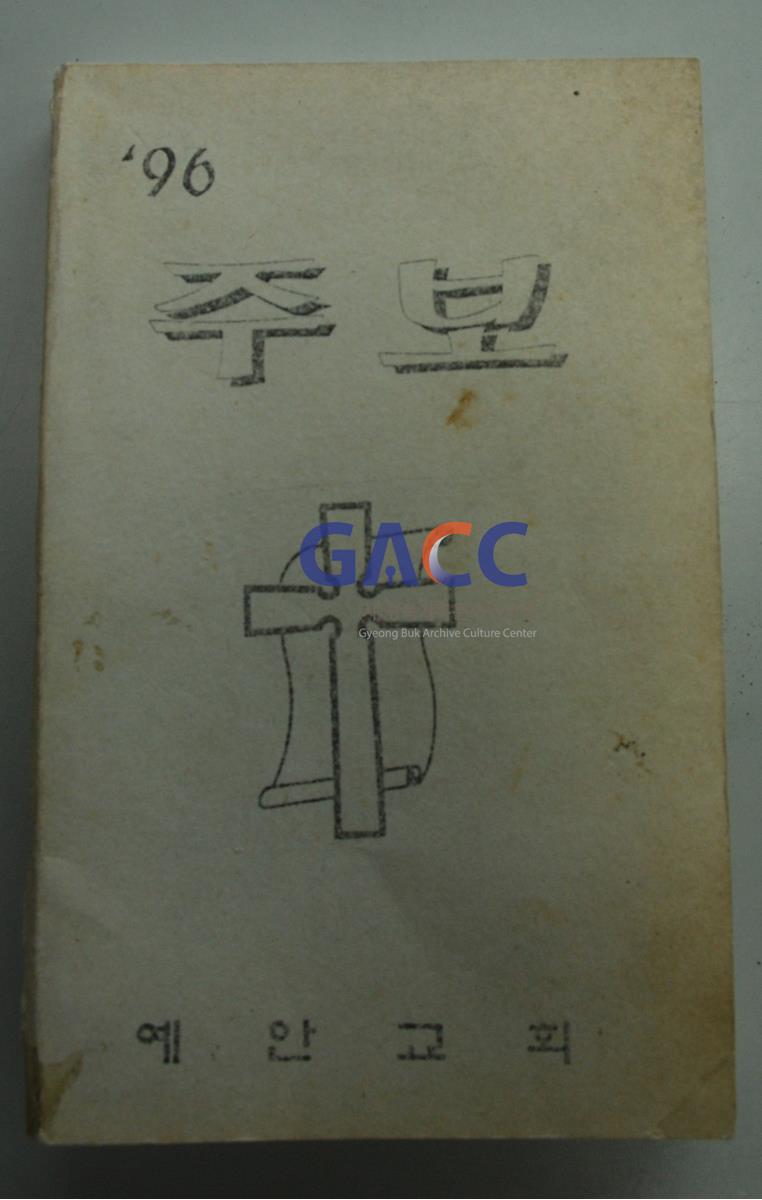 '96
주보
GACC
Gyeong Buk Archive Culture Center
예안교회